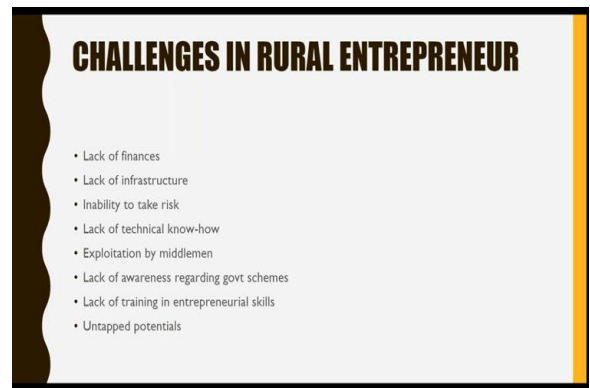 CHALLENGES IN RURAL ENTREPRENEUR
• Lack of finances
• Lack of infrastructure
• Inability to take risk
• Lack of technical know-how
• Exploitation by middlemen
• Lack of awareness regarding govt schemes
• Lack of training in entrepreneurial skills
• Untapped potentials